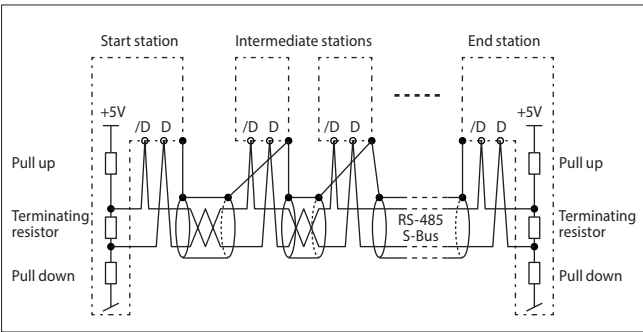 Start station
Intermediate stations
End station
+5V
/D D
/D D
/D D
/D D
+5V
Pull up
Pull up
Terminating
resistor
RS-485
S-Bus
Terminating
resistor
Pull down
Pull down